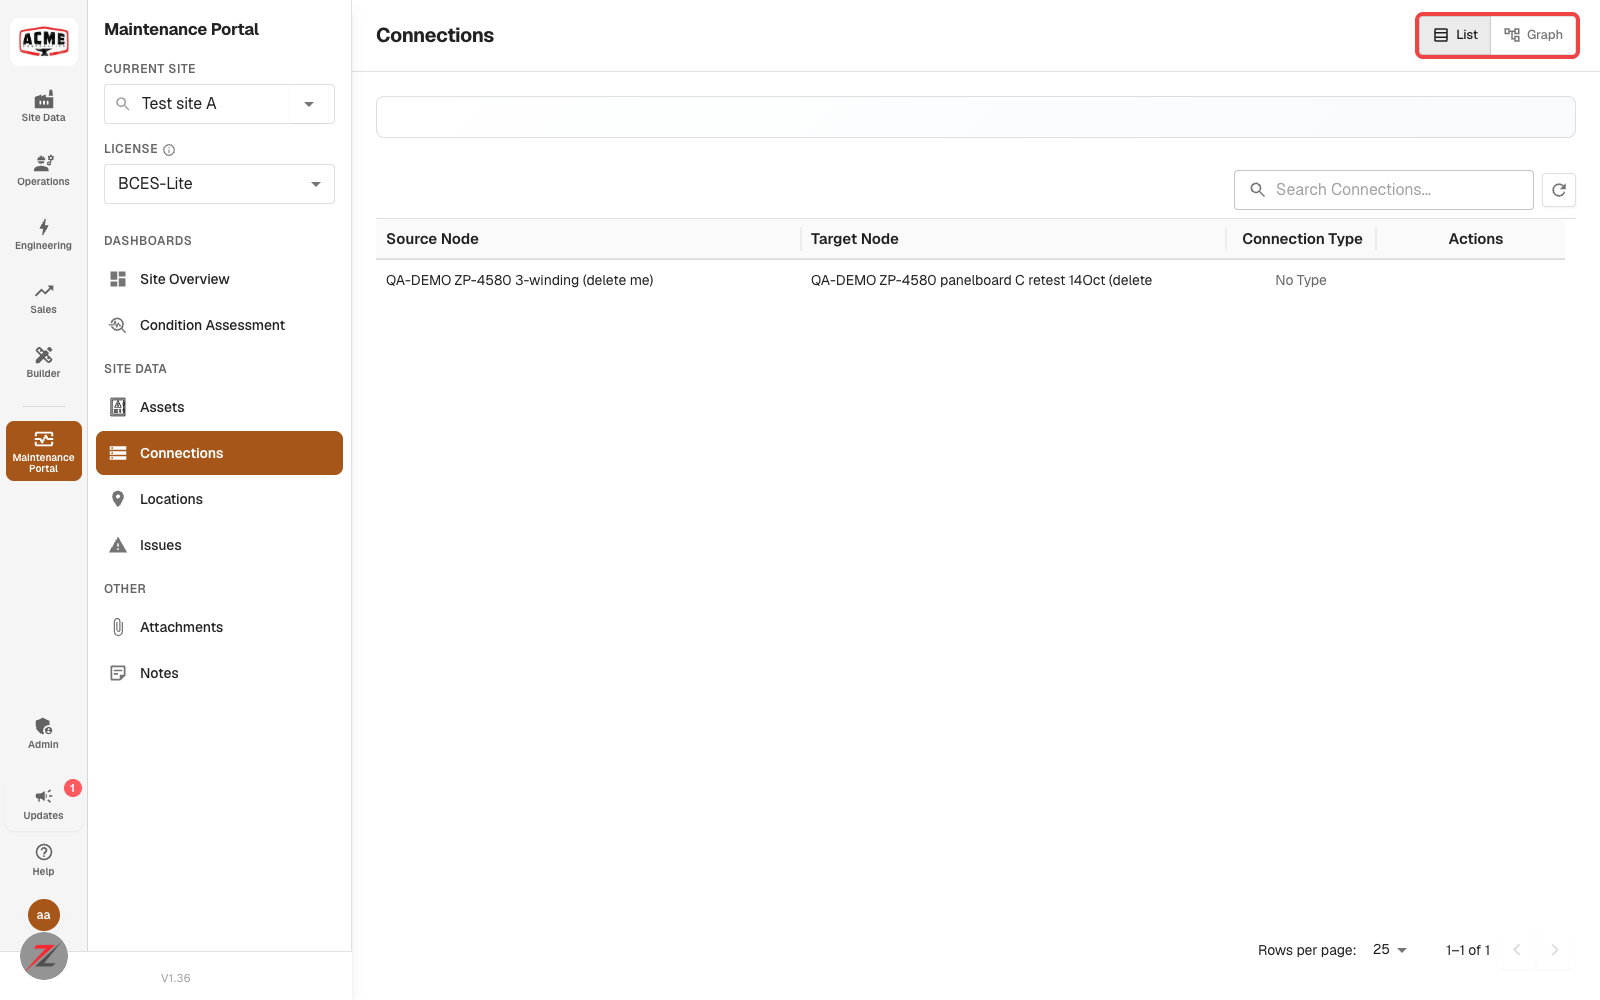 ACME
Site Data
Operations
Engineering
Sales
Builder
Maintenance
Portal
Admin
1
Updates
Help
aa
Maintenance Portal
CURRENT SITE
Test site A
LICENSE
BCES-Lite
DASHBOARDS
Site Overview
Condition Assessment
SITE DATA
Assets
Connections
Locations
Issues
OTHER
Attachments
Notes
V1.36
Connections
List
Graph
Search Connections...
Source Node
Target Node
Connection Type
Actions
QA-DEMO ZP-4580 3-winding (delete me)
QA-DEMO ZP-4580 panelboard C retest 14Oct (delete
No Type
Rows per page:
25
1–1 of 1